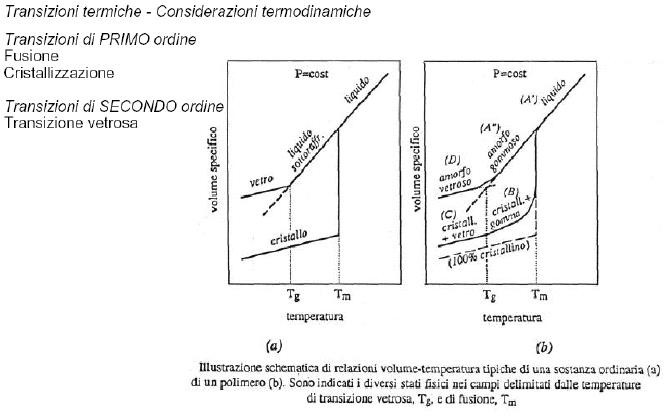 Transizioni termiche - Considerazioni termodinamiche
Transizioni di PRIMO ordine
Fusione
Cristallizzazione
Transizioni di SECONDO ordine
Transizione vetrosa
P=cost
liquido
liquido
sottoraffr.
vetro
cristallo
volume specifico
Tg
Tm
temperatura
(a)
P=cost
(A')
liquido
(A'')
amorfo
gommoso
(D)
amorfo
vetroso
(B)
cristall.+
gomma
(C)
cristall.
+ vetro
(100% cristallino)
volume specifico
Tg
Tm
temperatura
(b)
Illustrazione schematica di relazioni volume-temperatura tipiche di una sostanza ordinaria (a)
di un polimero (b). Sono indicati i diversi stati fisici nei campi delimitati dalle temperature
di transizione vetrosa, Tg, e di fusione, Tm